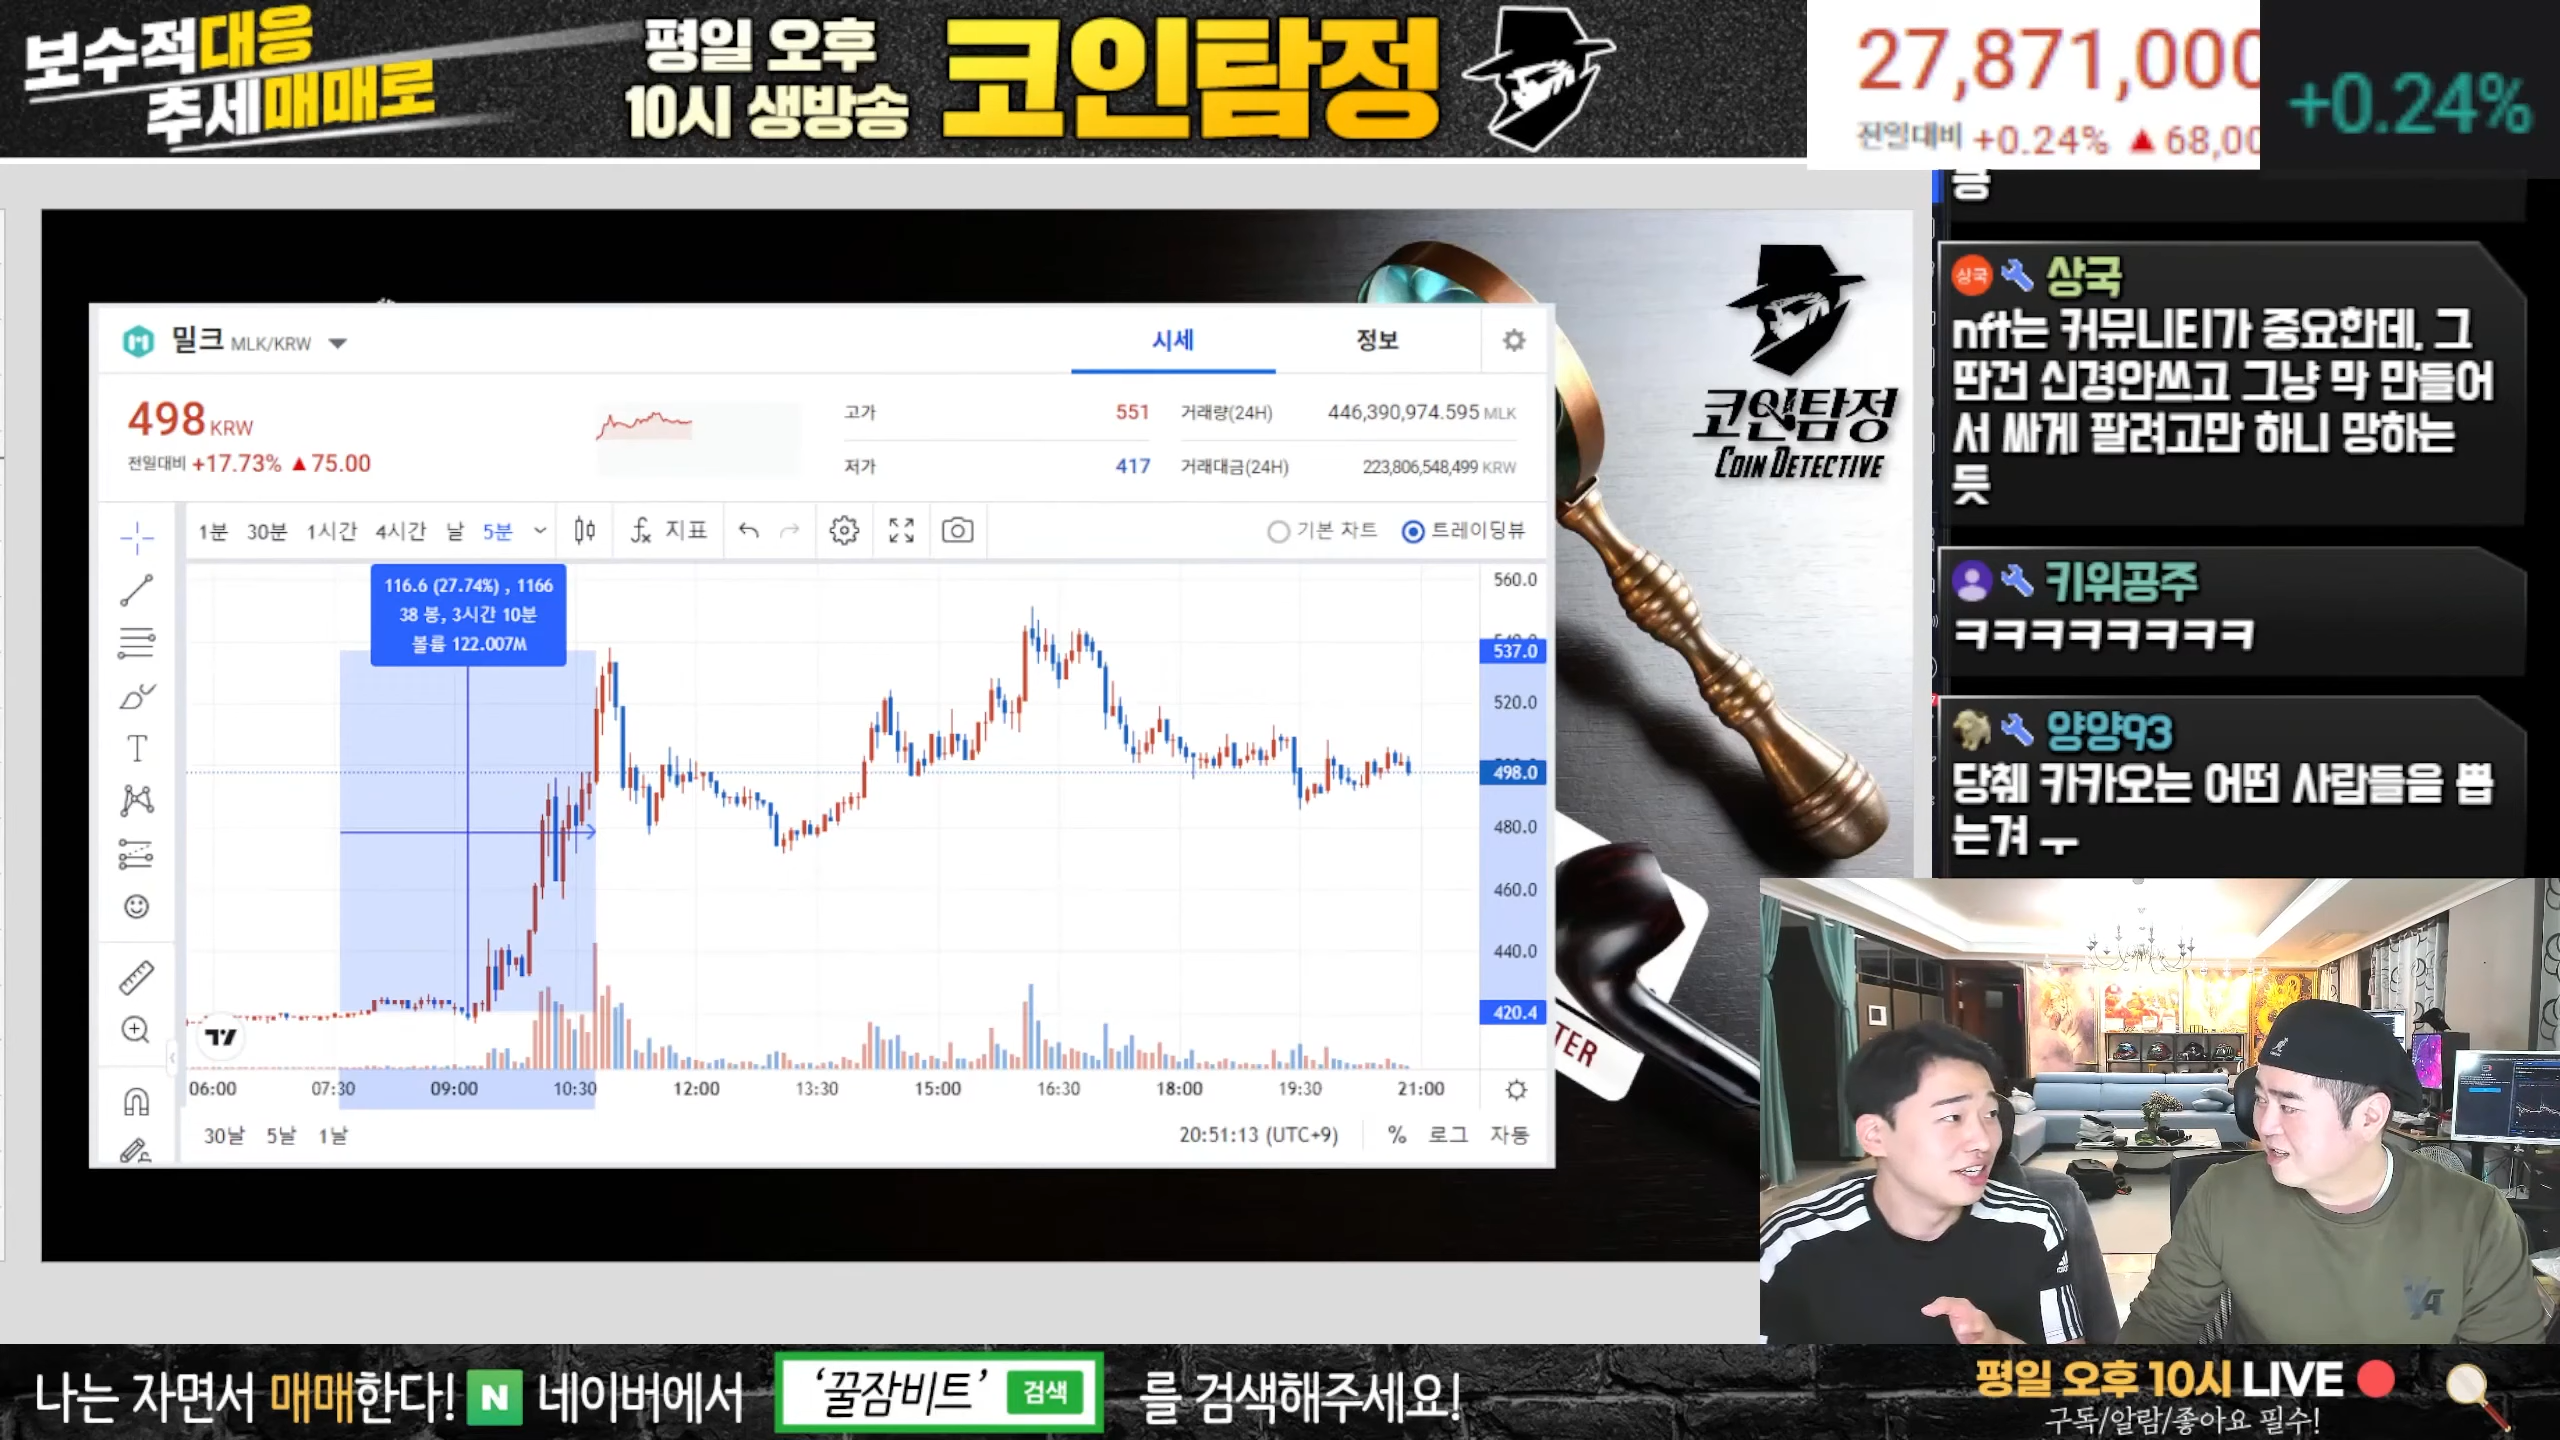 보수적대응
추세매매로
평일 오후
10시 생방송
코인탐정
27,871,000
전일대비 +0.24% ▲ 68,00
+0.24%
상국
상국
nft는 커뮤니티가 중요한데, 그
딴건 신경안쓰고 그냥 막 만들어
서 싸게 팔려고만 하니 망하는
듯
키위공주
ㅋㅋㅋㅋㅋㅋㅋㅋ
양양93
당췌 카카오는 어떤 사람들을 뽑
는겨 ㅜ
코인탐정
COIN DETECTIVE
밀크 MLK/KRW
시세
정보
498 KRW
전일대비 +17.73% ▲ 75.00
고가 551
거래량(24H) 446,390,974.595 MLK
저가 417
거래대금(24H) 223,806,548,499 KRW
1분 30분 1시간 4시간 날 5분
지표
기본 차트
트레이딩뷰
116.6 (27.74%) , 1166
38 봉, 3시간 10분
볼륨 122.007M
560.0
537.0
520.0
498.0
480.0
460.0
440.0
420.4
06:00 07:30 09:00 10:30 12:00 13:30 15:00 16:30 18:00 19:30 21:00
30날 5날 1날
20:51:13 (UTC+9) % 로그 자동
TER
나는 자면서 매매한다! N 네이버에서 '꿀잠비트' 검색 를 검색해주세요!
평일 오후 10시 LIVE
구독/알람/좋아요 필수!